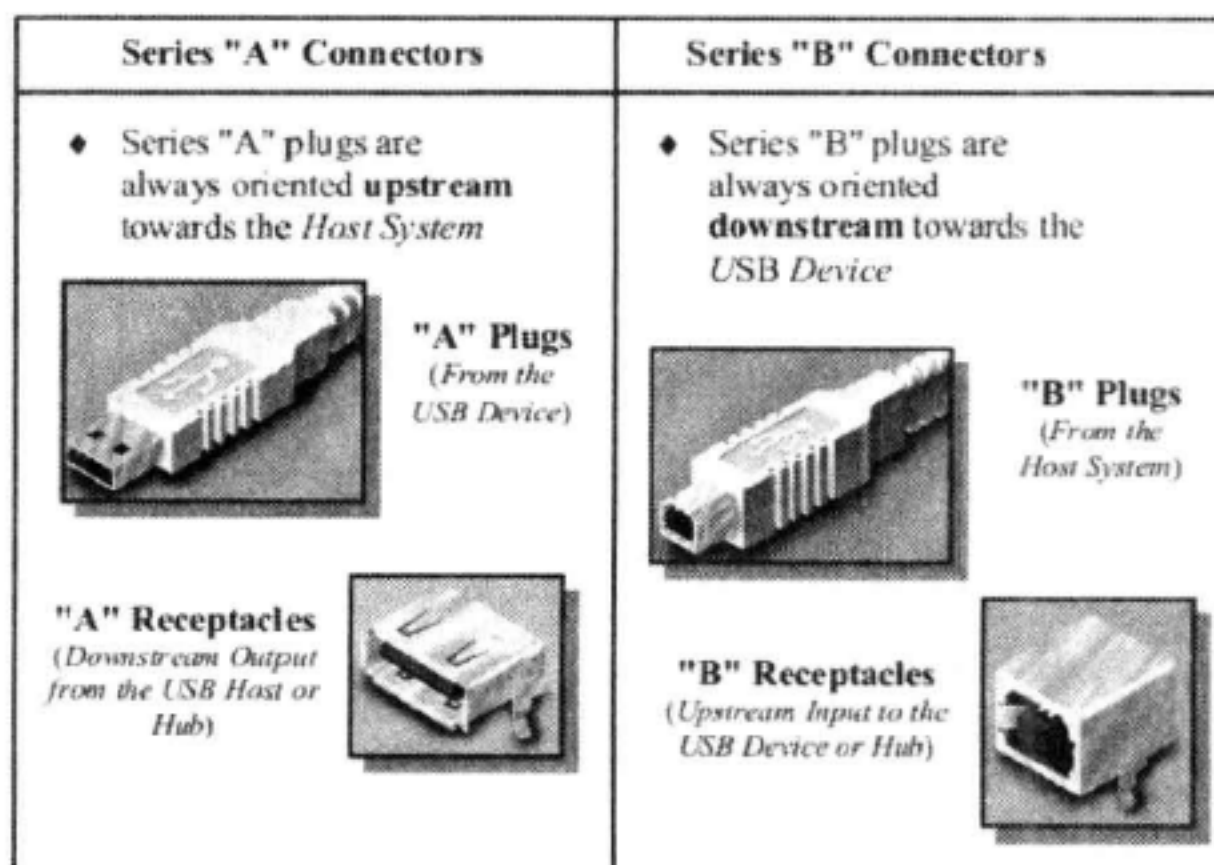 Series "A" Connectors
♦ Series "A" plugs are
always oriented upstream
towards the Host System
"A" Plugs
(From the
USB Device)
"A" Receptacles
(Downstream Output
from the USB Host or
Hub)
Series "B" Connectors
♦ Series "B" plugs are
always oriented
downstream towards the
USB Device
"B" Plugs
(From the
Host System)
"B" Receptacles
(Upstream Input to the
USB Device or Hub)